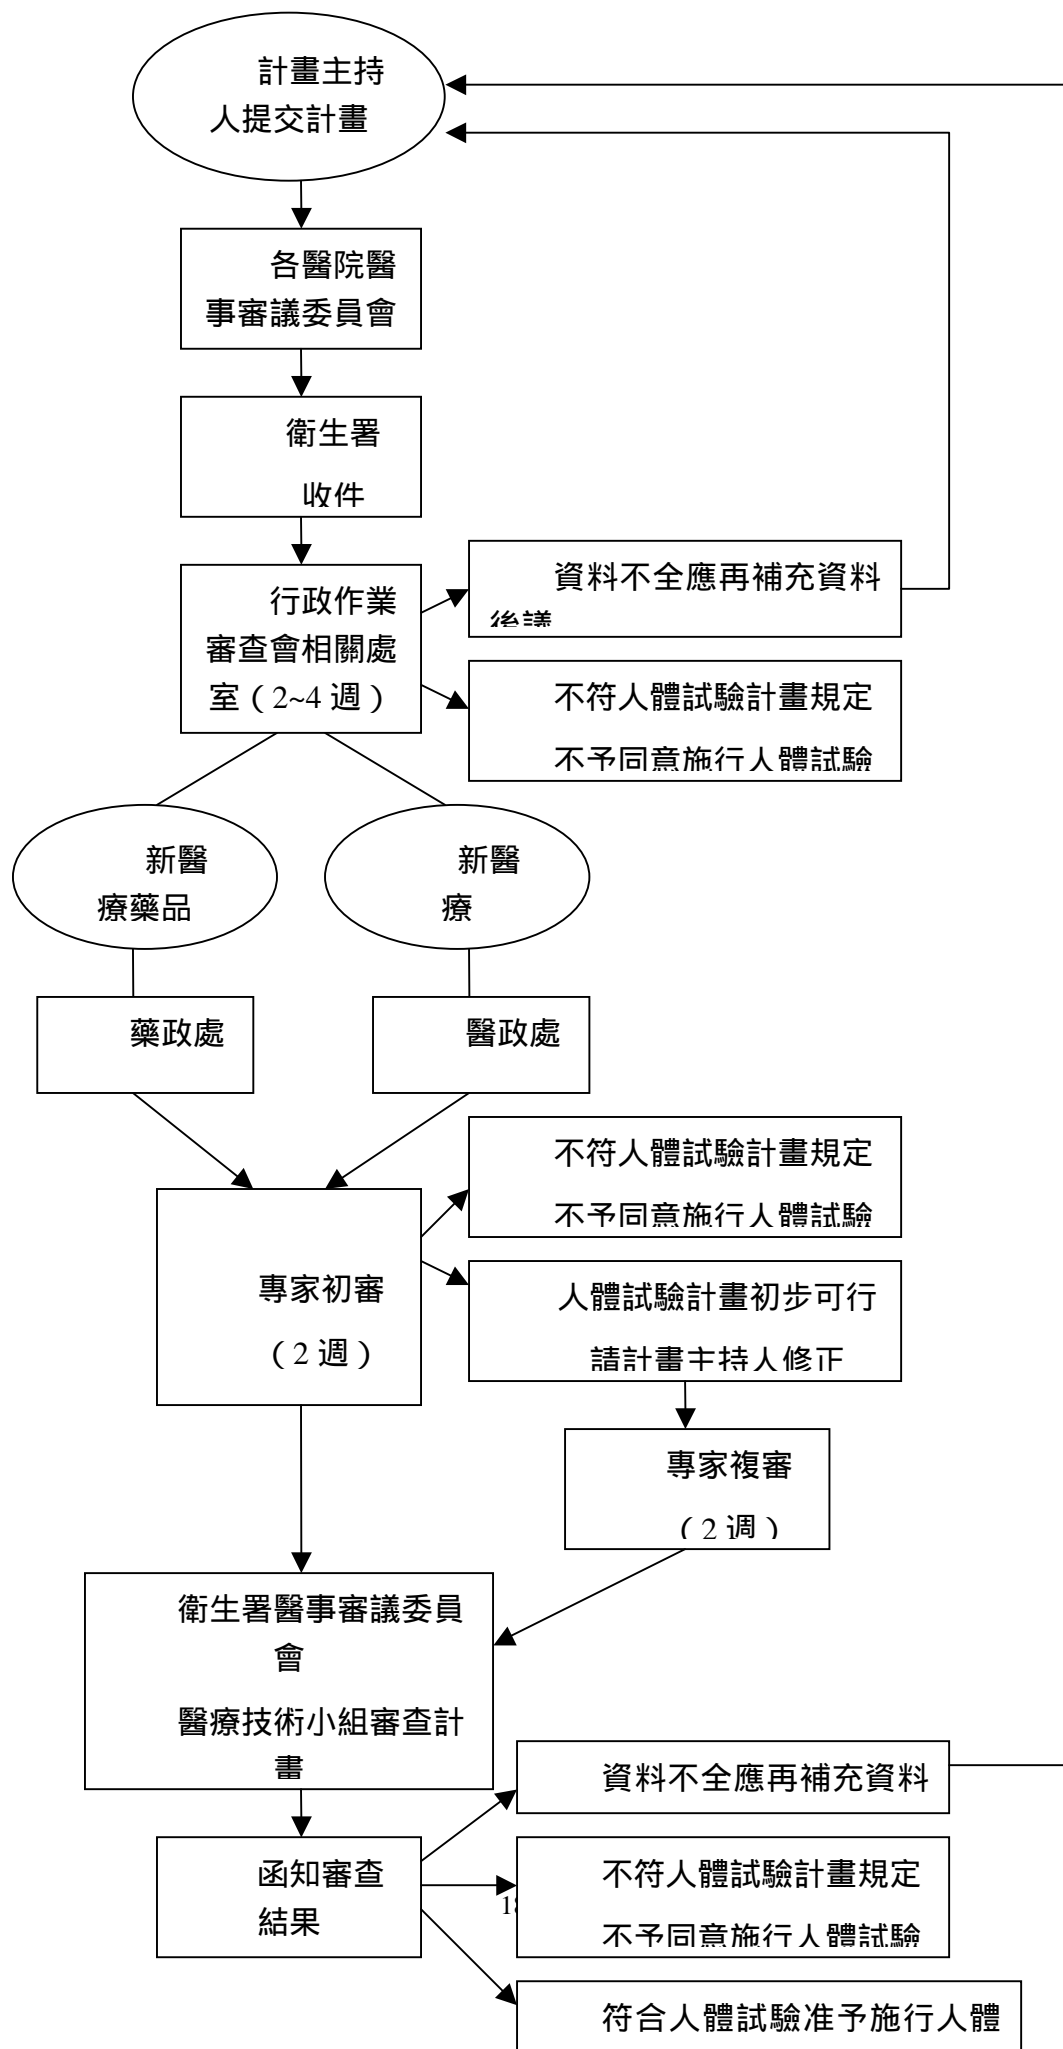 計畫主持
人提交計畫
各醫院醫
事審議委員會
衛生署
收件
行政作業
審查會相關處
室（2~4 週）
資料不全應再補充資料
後議
不符人體試驗計畫規定
不予同意施行人體試驗
新醫
療藥品
新醫
療
藥政處
醫政處
不符人體試驗計畫規定
不予同意施行人體試驗
專家初審
（2 週）
人體試驗計畫初步可行
請計畫主持人修正
專家複審
（2 週）
衛生署醫事審議委員
會
醫療技術小組審查計
畫
資料不全應再補充資料
函知審查
結果
不符人體試驗計畫規定
不予同意施行人體試驗
符合人體試驗准予施行人體